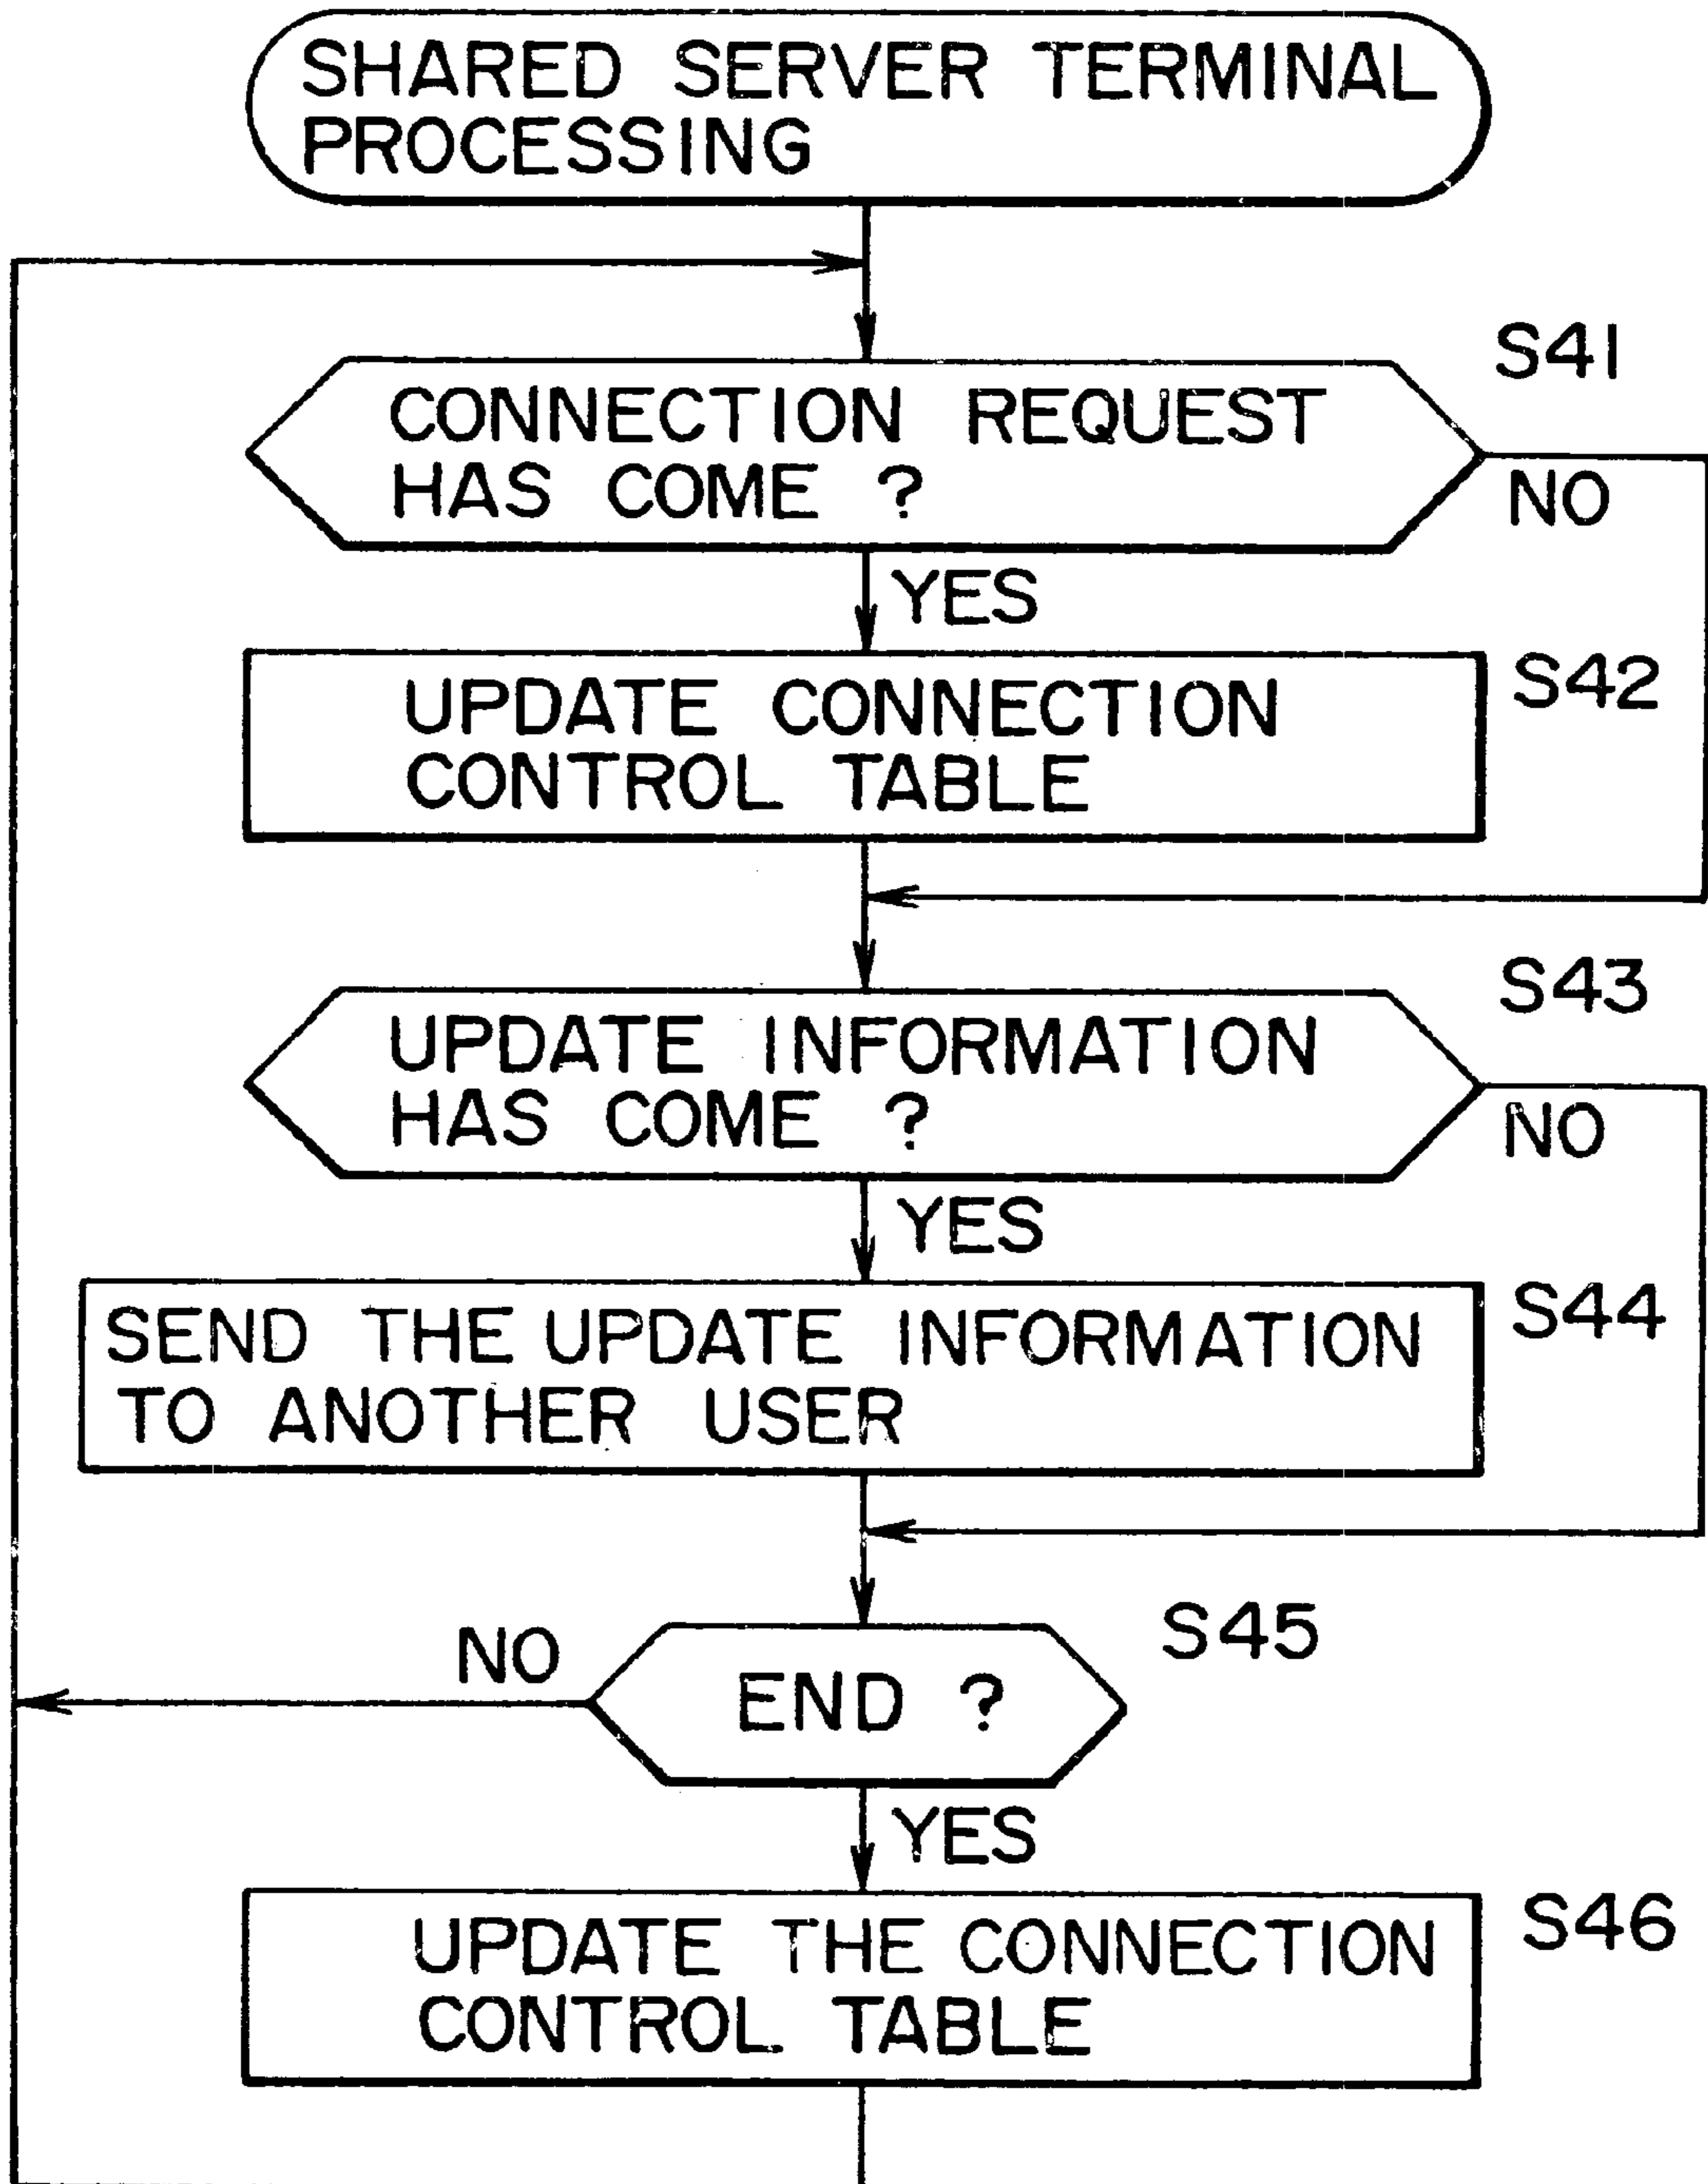 SHARED SERVER TERMINAL
PROCESSING
S41
CONNECTION REQUEST
HAS COME ?
NO
YES
S42
UPDATE CONNECTION
CONTROL TABLE
S43
UPDATE INFORMATION
HAS COME ?
NO
YES
S44
SEND THE UPDATE INFORMATION
TO ANOTHER USER
S45
NO
END ?
YES
S46
UPDATE THE CONNECTION
CONTROL TABLE